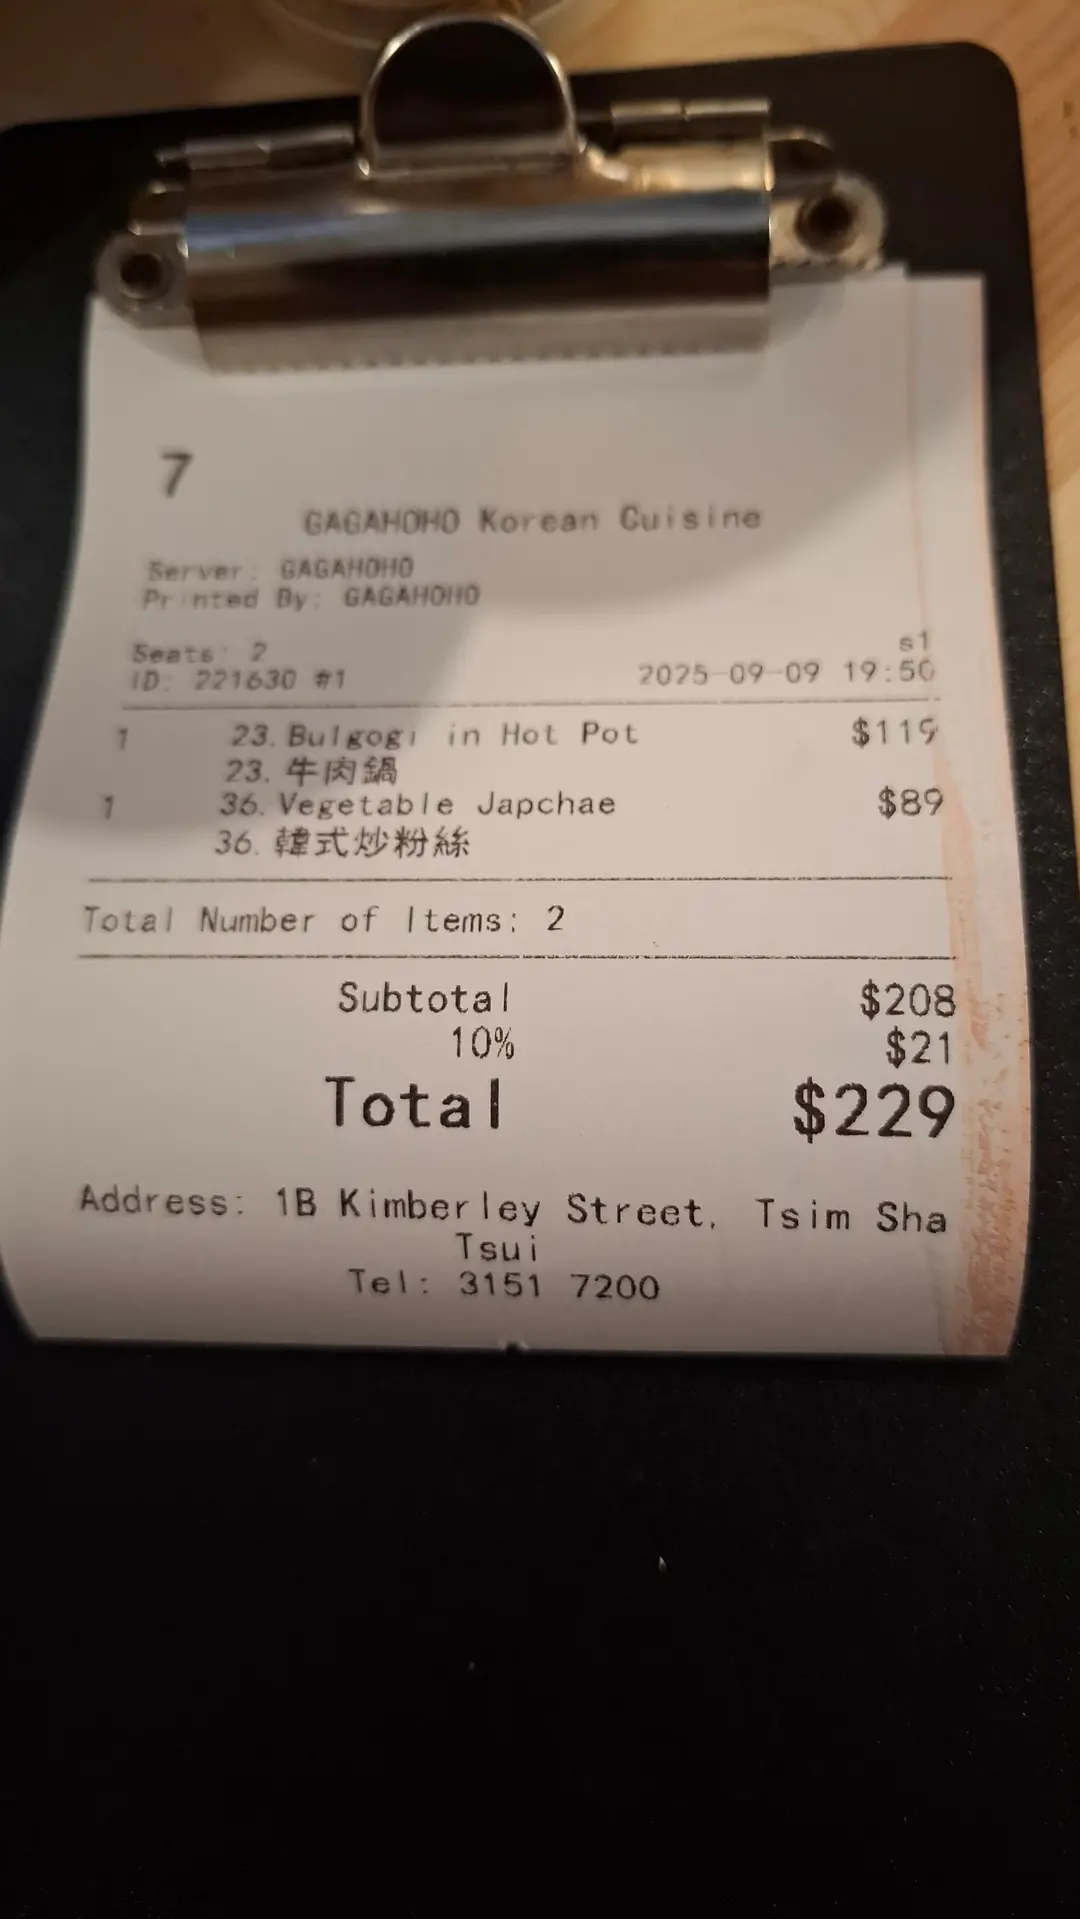 7
GAGAHOHO Korean Cuisine
Server: GAGAHOHO
Printed By: GAGAHOHO
Seats: 2 s1
ID: 221630 #1 2025-09-09 19:50
1 23. Bulgogi in Hot Pot $119
23. 牛肉鍋
1 36. Vegetable Japchae $89
36. 韓式炒粉絲
Total Number of Items: 2
Subtotal $208
10% $21
Total $229
Address: 1B Kimberley Street, Tsim Sha
Tsui
Tel: 3151 7200